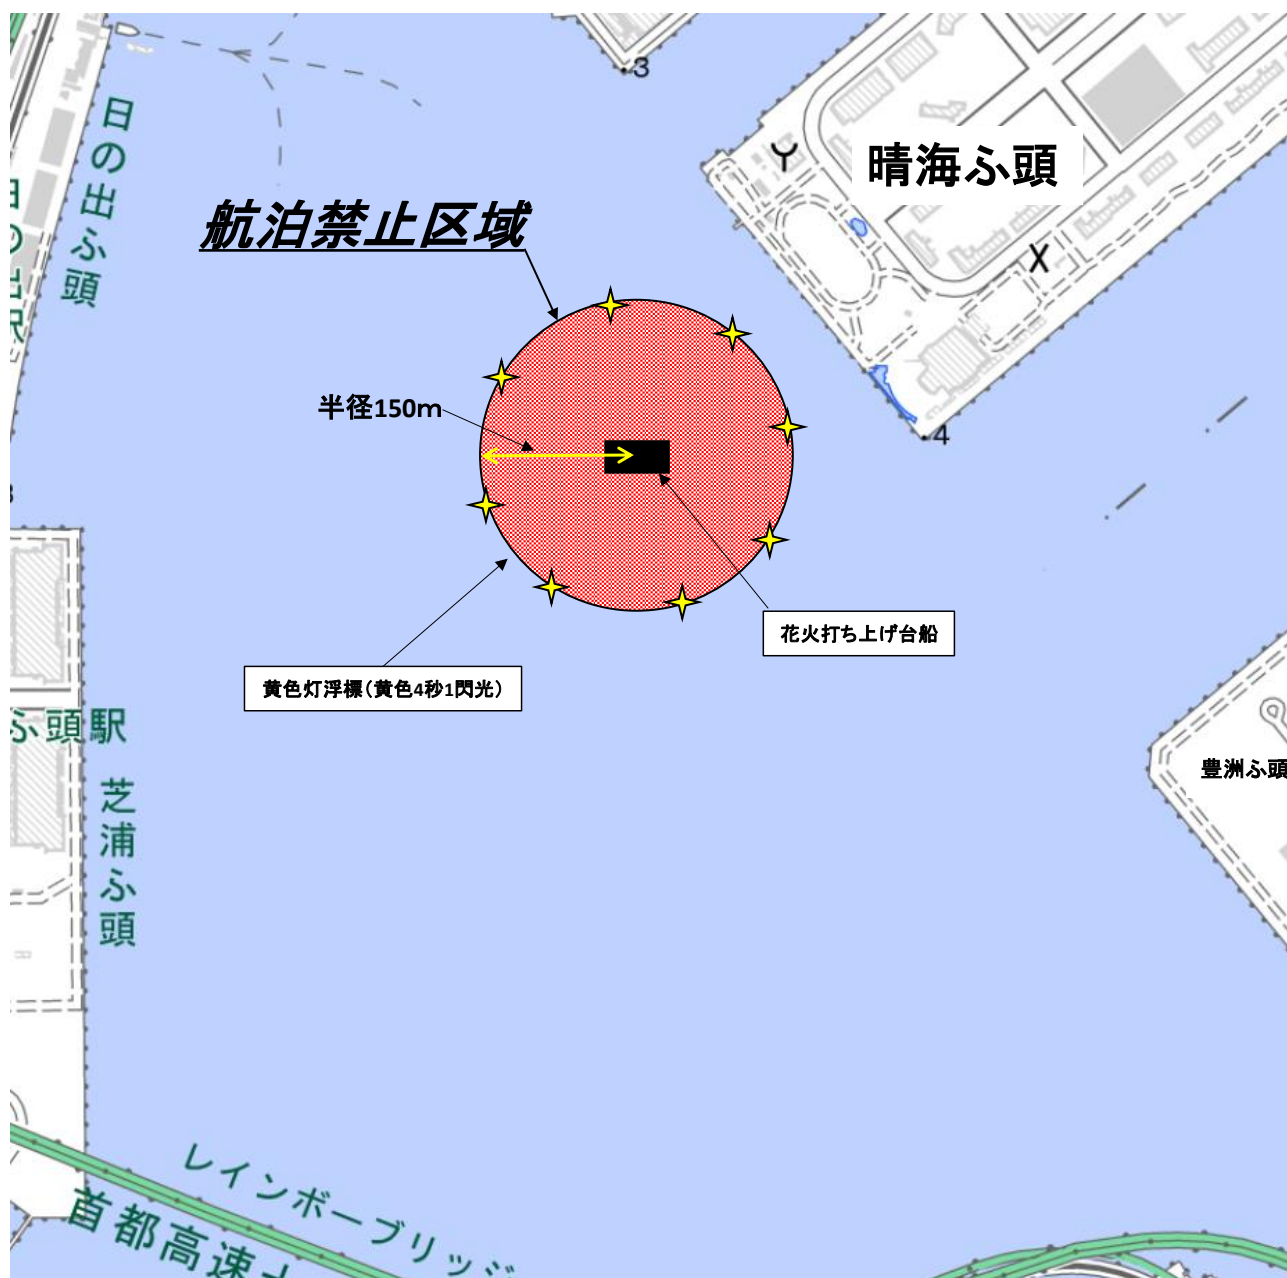 3
日の出ふ頭
晴海ふ頭
航泊禁止区域
半径150m
4
花火打ち上げ台船
黄色灯浮標（黄色4秒1閃光）
ふ頭駅
芝浦ふ頭
豊洲ふ頭
レインボーブリッジ
首都高速